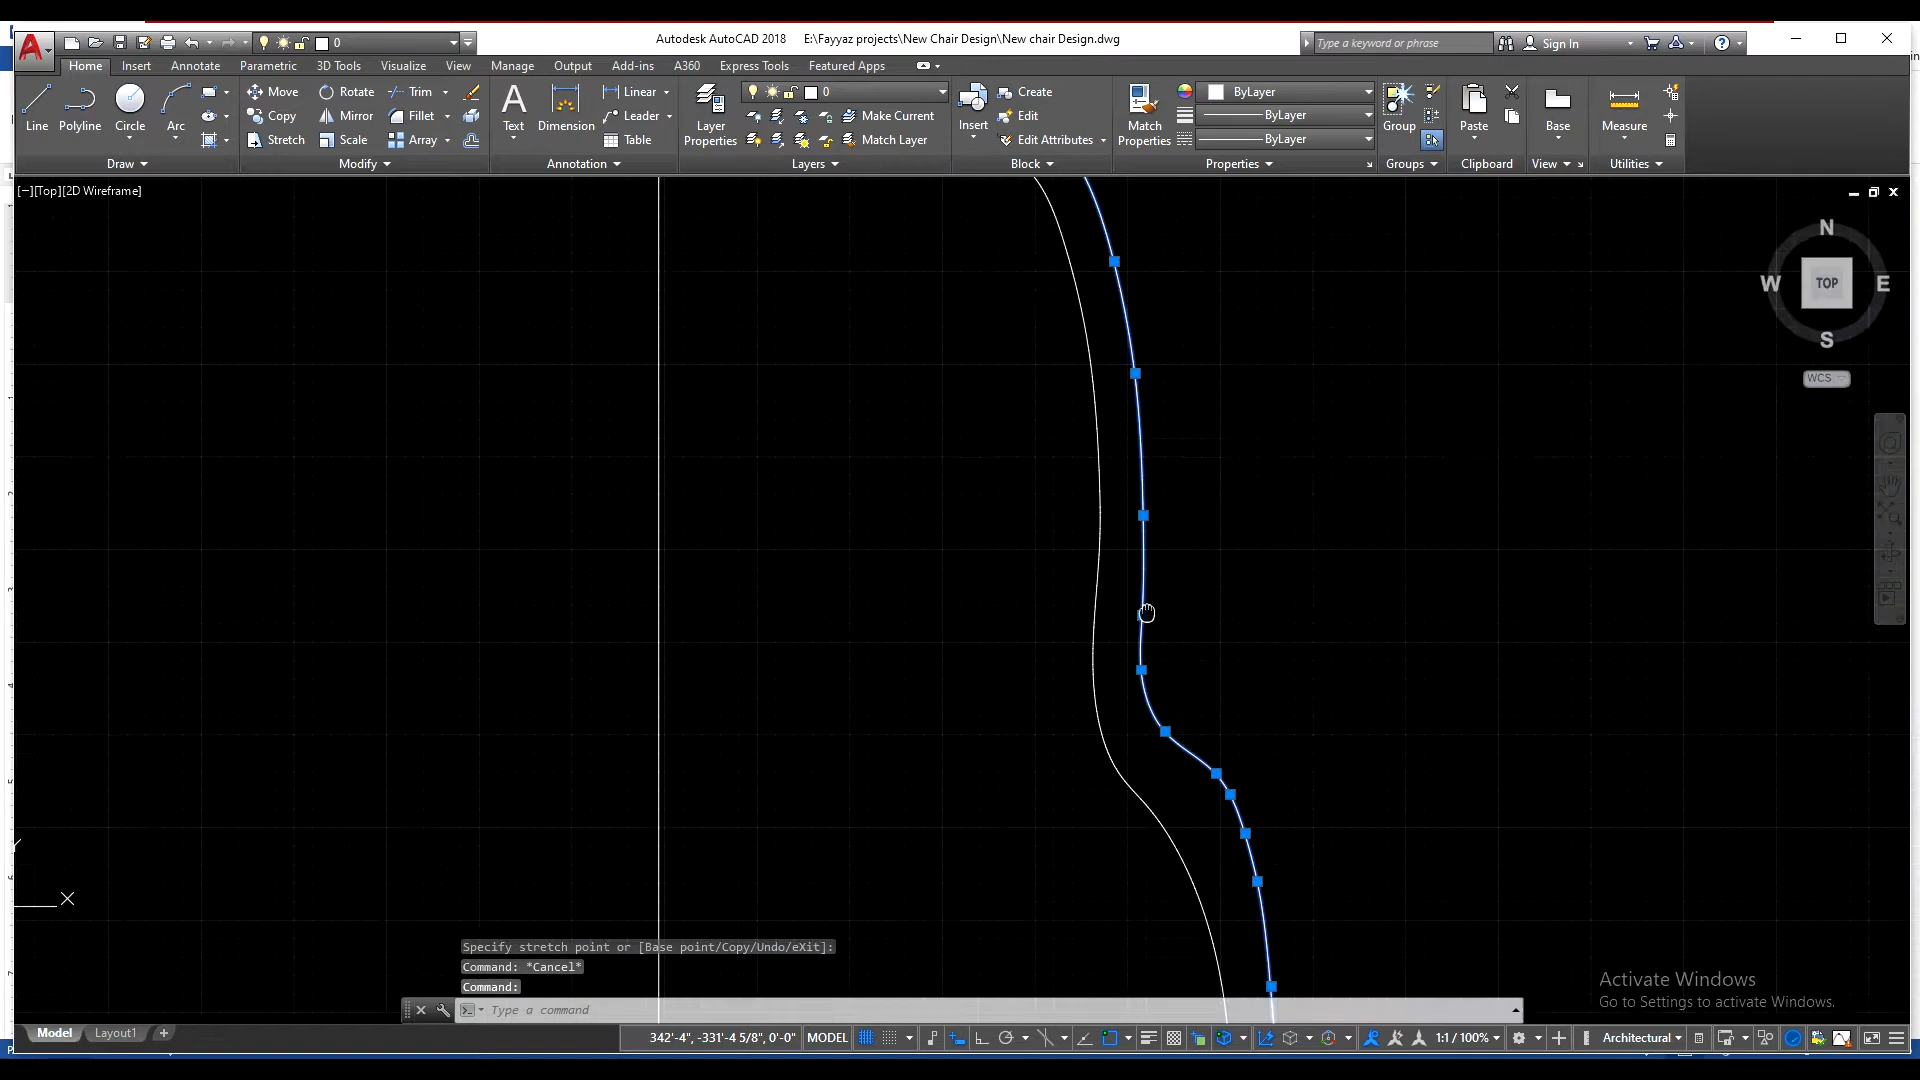 Autodesk AutoCAD 2018 E:\Fayyaz projects\New Chair Design\New chair Design.dwg
Type a keyword or phrase
Sign In
0
Home Insert Annotate Parametric 3D Tools Visualize View Manage Output Add-ins A360 Express Tools Featured Apps
Line Polyline Circle Arc
Move Rotate Trim
Copy Mirror Fillet
Stretch Scale Array
Text Dimension
Linear
Leader
Table
Layer Properties
0
Make Current
Match Layer
Insert
Create
Edit
Edit Attributes
Match Properties
ByLayer
ByLayer
ByLayer
Group Paste Base Measure
Draw Modify Annotation Layers Block Properties Groups Clipboard View Utilities
[−][Top][2D Wireframe]
N
W TOP E
S
WCS
X
Specify stretch point or [Base point/Copy/Undo/eXit]:
Command: *Cancel*
Command:
Type a command
Activate Windows
Go to Settings to activate Windows.
Model Layout1
342'-4", -331'-4 5/8", 0'-0" MODEL 1:1 / 100% Architectural